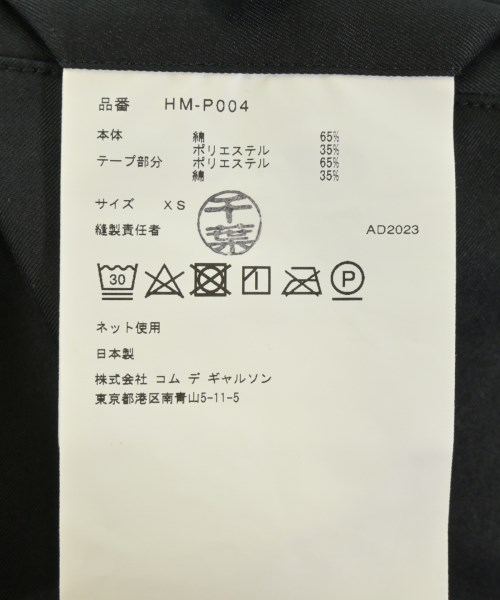 品番 HM-P004
本体 綿 65%
ポリエステル 35%
テープ部分 ポリエステル 65%
綿 35%
サイズ XS
千葉
縫製責任者 AD2023
30 P
ネット使用
日本製
株式会社 コム デ ギャルソン
東京都港区南青山5-11-5